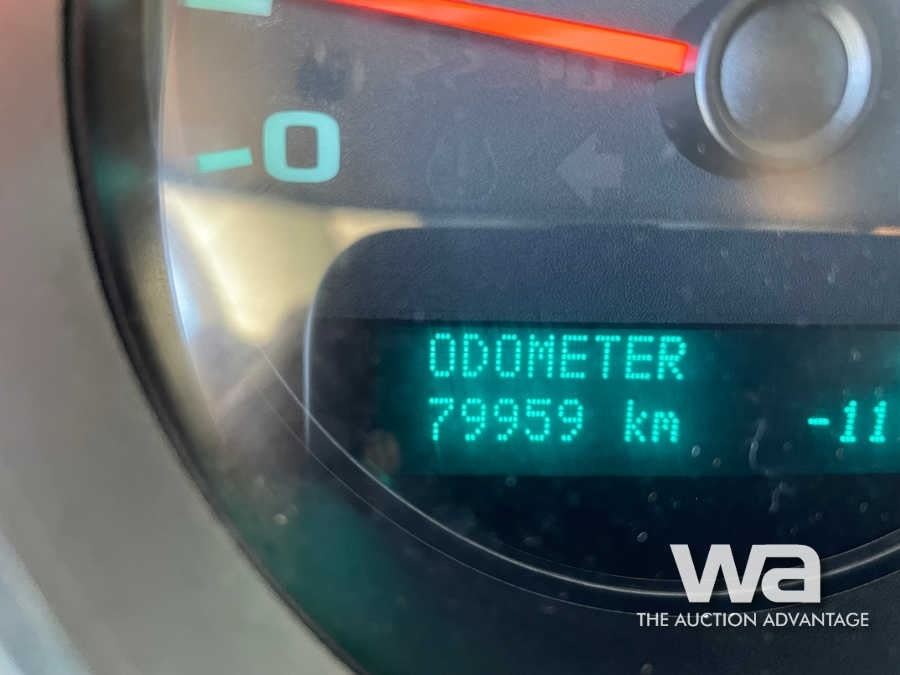 0
ODOMETER
79959 km -11
wa
THE AUCTION ADVANTAGE